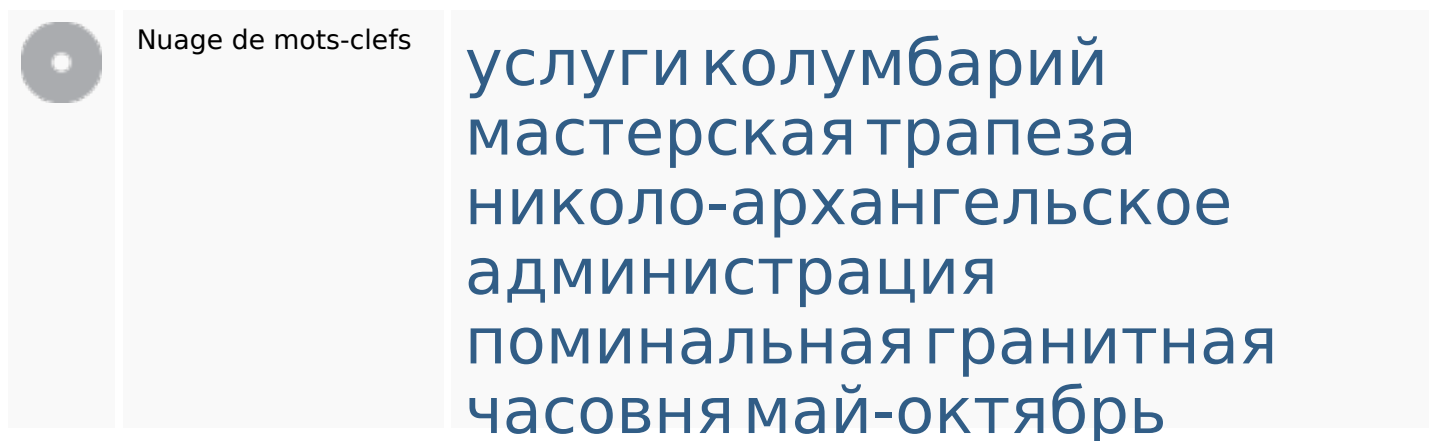 Nuage de mots-clefs
услуги колумбарий
мастерская трапеза
николо-архангельское
администрация
поминальная гранитная
часовня май-октябрь